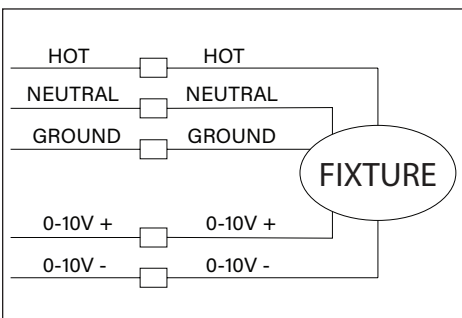 HOT HOT
NEUTRAL NEUTRAL
GROUND GROUND
FIXTURE
0-10V + 0-10V +
0-10V - 0-10V -